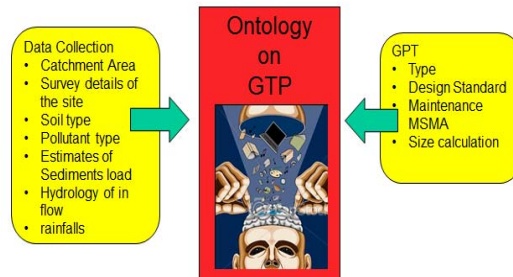 Data Collection
• Catchment Area
• Survey details of
the site
• Soil type
• Pollutant type
• Estimates of
Sediments load
• Hydrology of in
flow
• rainfalls
Ontology
on
GTP
GPT
• Type
• Design Standard
• Maintenance
MSMA
• Size calculation